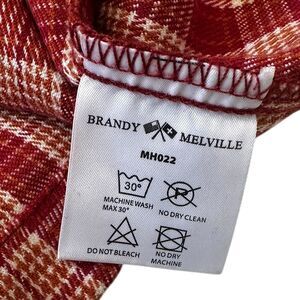 BRANDY MELVILLE
MH022
30°
P
MACHINE WASH
MAX 30°
NO DRY CLEAN
DO NOT BLEACH
NO DRY
MACHINE